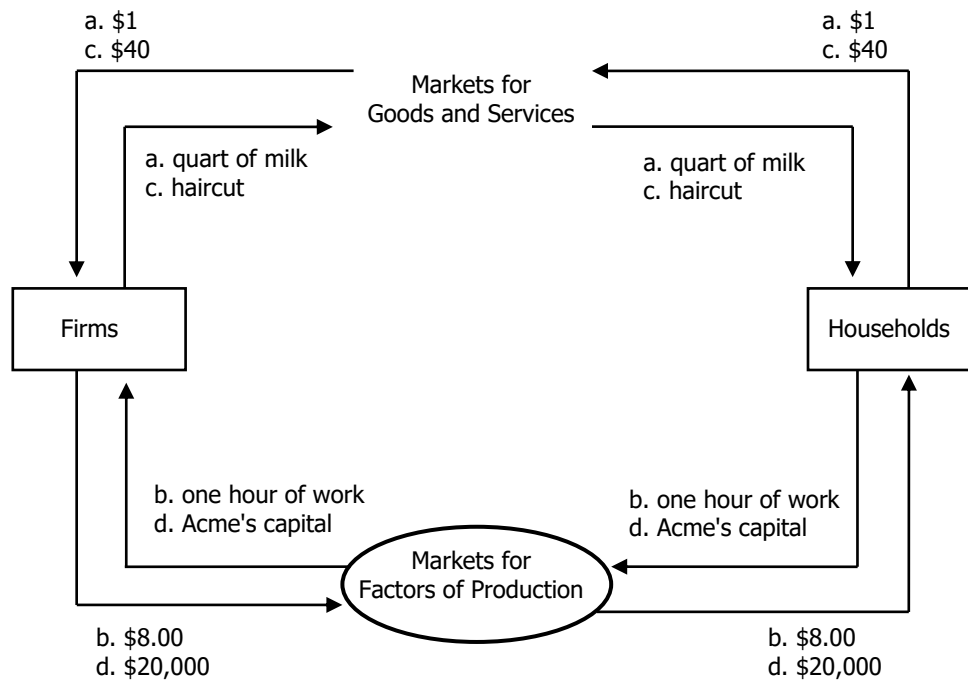 a. $1
c. $40
a. $1
c. $40
Markets for
Goods and Services
a. quart of milk
c. haircut
a. quart of milk
c. haircut
Firms
Households
b. one hour of work
d. Acme's capital
b. one hour of work
d. Acme's capital
Markets for
Factors of Production
b. $8.00
d. $20,000
b. $8.00
d. $20,000